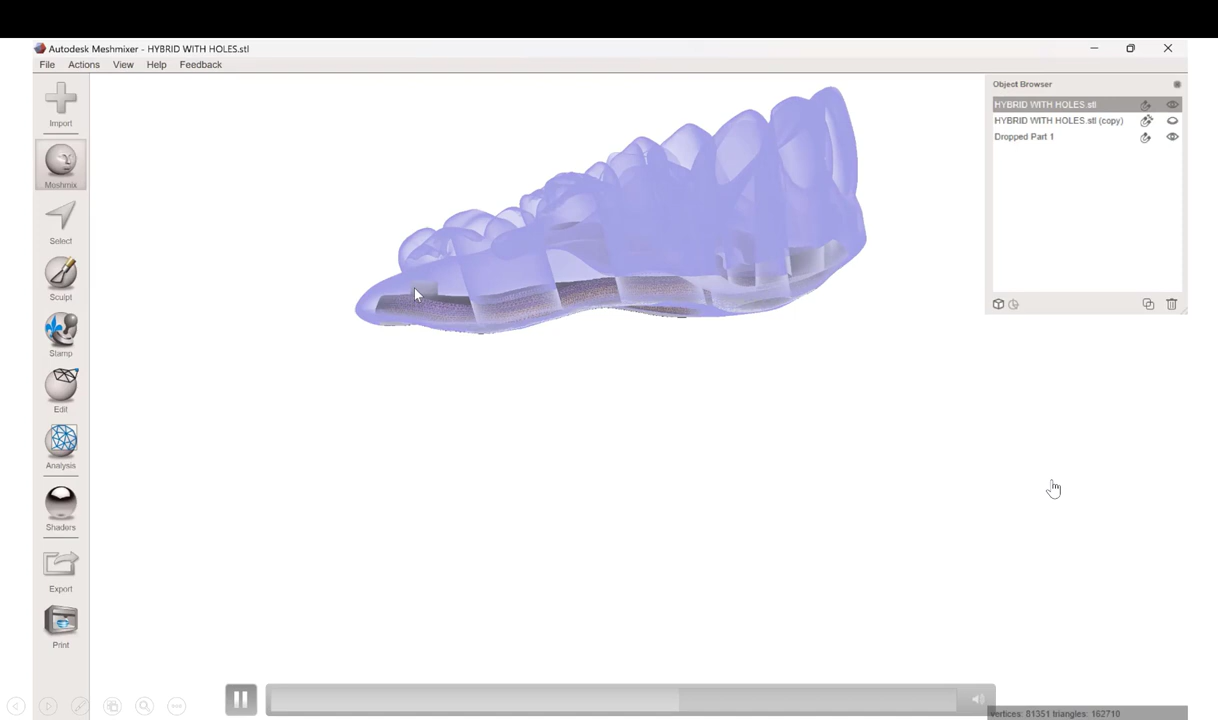 Autodesk Meshmixer - HYBRID WITH HOLES.stl
File Actions View Help Feedback
Import
Meshmix
Select
Sculpt
Stamp
Edit
Analysis
Shaders
Export
Print
Object Browser
HYBRID WITH HOLES.stl
HYBRID WITH HOLES.stl (copy)
Dropped Part 1
vertices: 81351 triangles: 162710